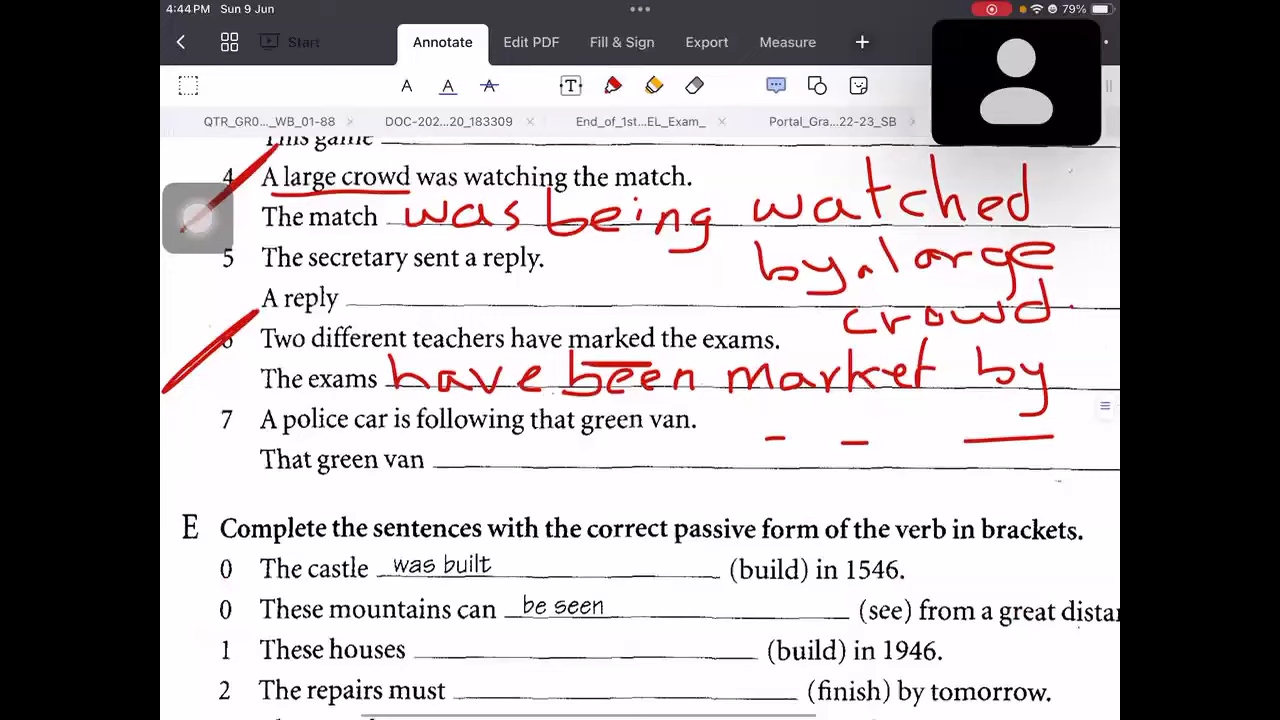 4:44 PM Sun 9 Jun
79%
Start Annotate Edit PDF Fill & Sign Export Measure
QTR_GR0..._WB_01-88 × DOC-202...20_183309 × End_of_1st...EL_Exam_ × Portal_Gra...22-23_SB
This game
4 A large crowd was watching the match.
The match was being watched
by a large
crowd.
5 The secretary sent a reply.
A reply
6 Two different teachers have marked the exams.
The exams have been market by
7 A police car is following that green van.
That green van
E Complete the sentences with the correct passive form of the verb in brackets.
0 The castle was built (build) in 1546.
0 These mountains can be seen (see) from a great distan
1 These houses (build) in 1946.
2 The repairs must (finish) by tomorrow.